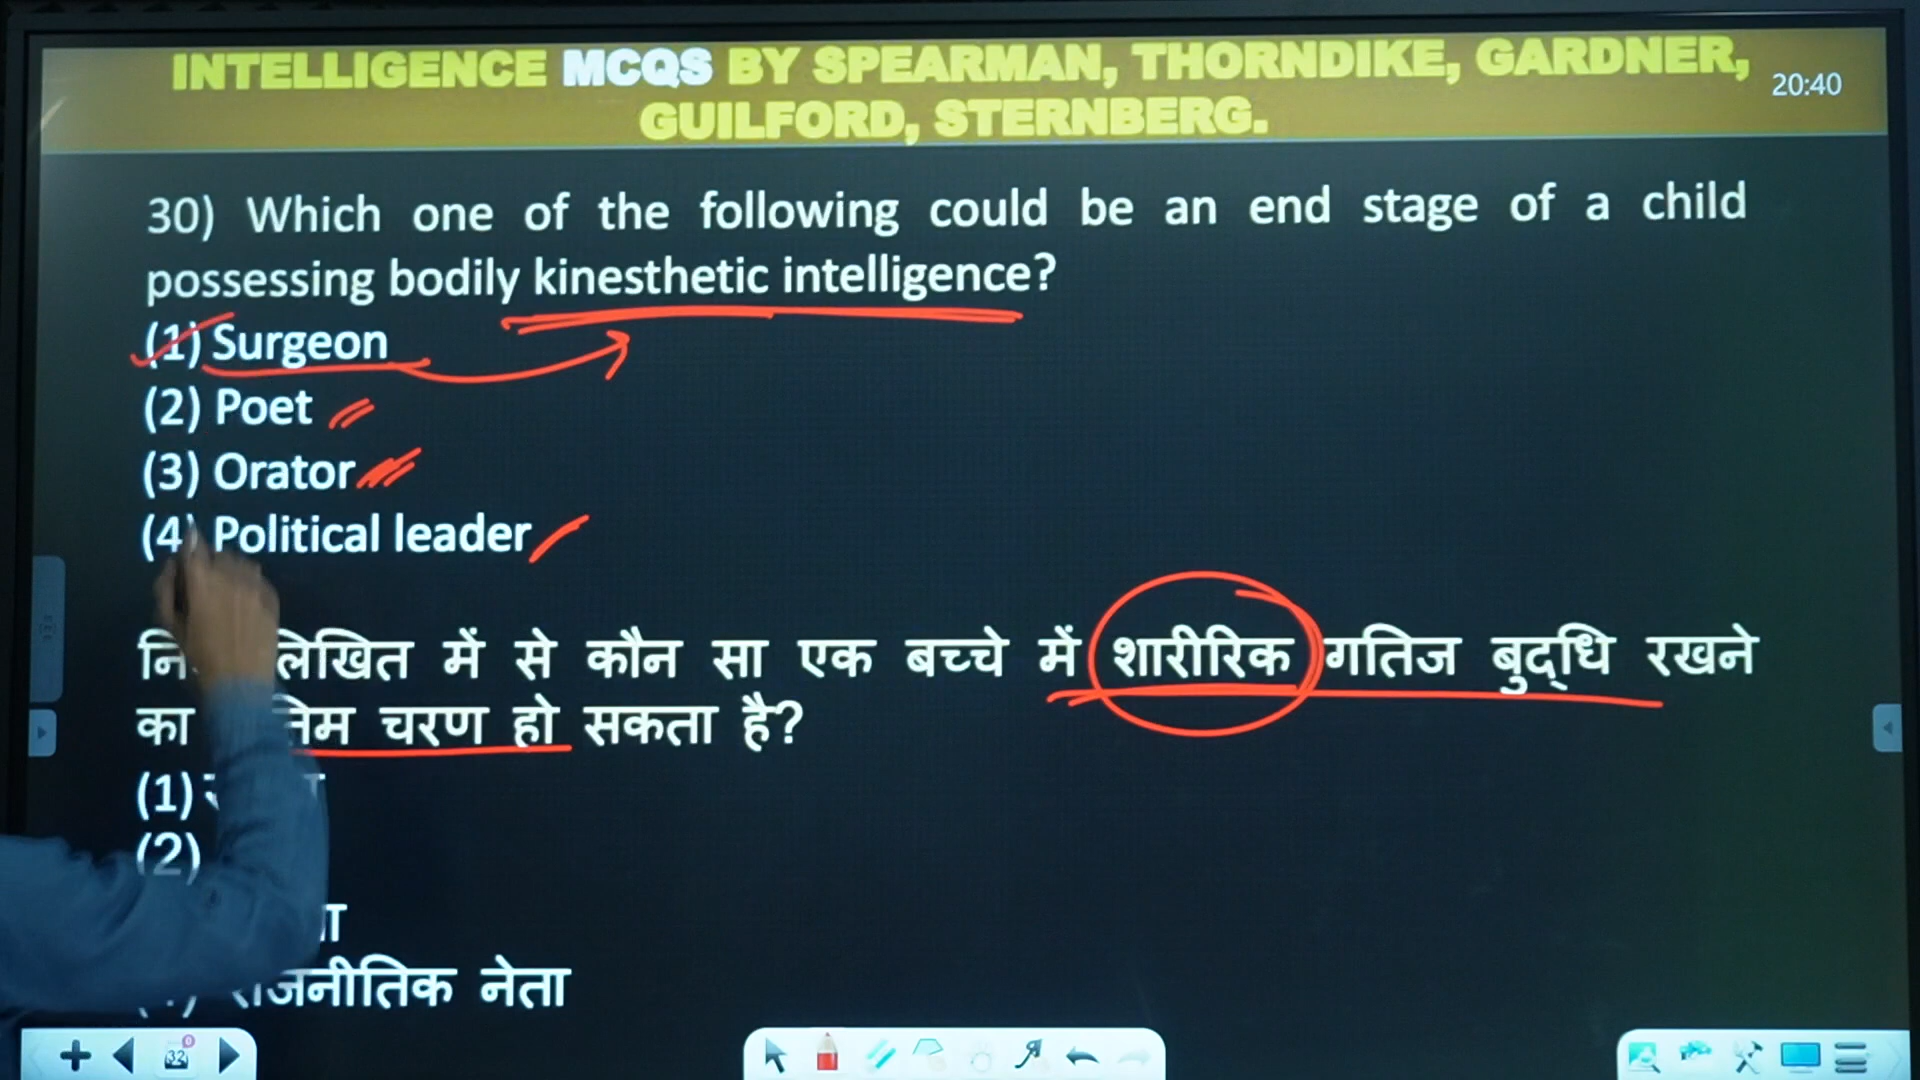 INTELLIGENCE MCQS BY SPEARMAN, THORNDIKE, GARDNER,
GUILFORD, STERNBERG.
20:40
30) Which one of the following could be an end stage of a child
possessing bodily kinesthetic intelligence?
(1) Surgeon
(2) Poet
(3) Orator
(4) Political leader
में से कौन सा एक बच्चे में शारीरिक गतिज बुद्धि रखने
का चरण हो सकता है?
(1)
(2)
नेता
32